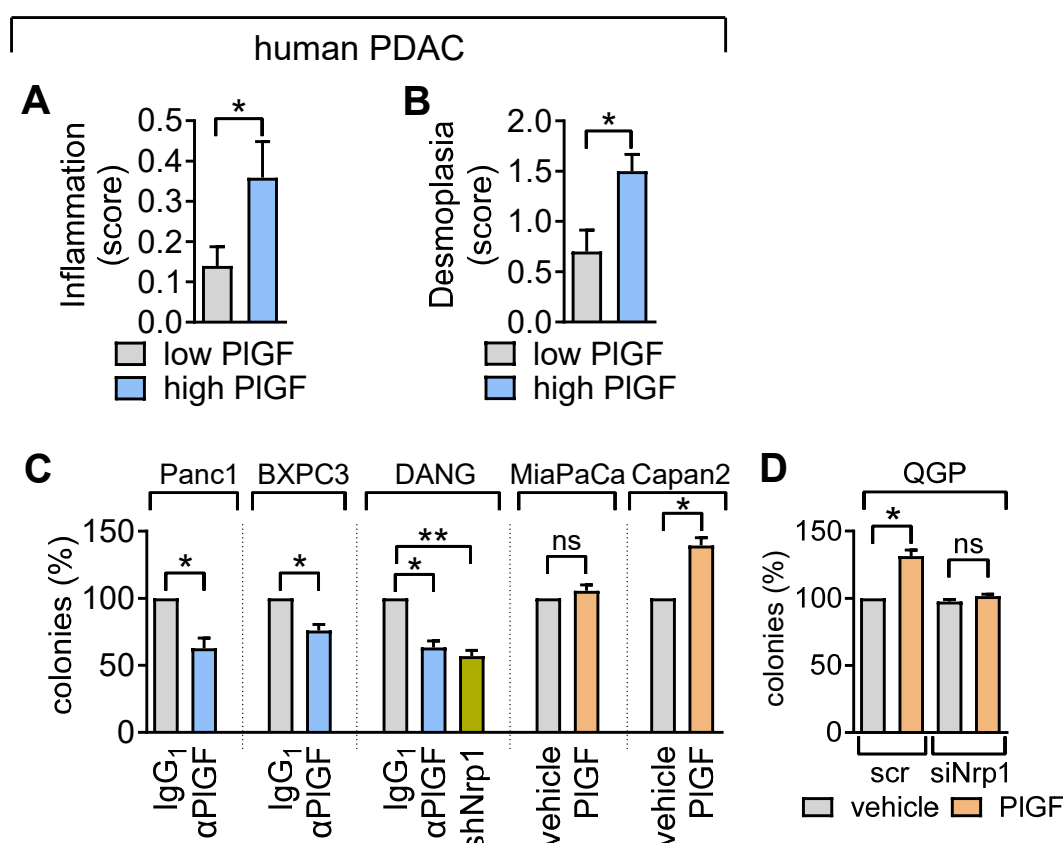 human PDAC
A
B
*
*
Inflammation
(score)
0.5
0.4
0.3
0.2
0.1
0.0
Desmoplasia
(score)
2.0
1.5
1.0
0.5
0.0
low PlGF
high PlGF
low PlGF
high PlGF
C
Panc1
BXPC3
DANG
MiaPaCa
Capan2
colonies (%)
150
100
50
0
*
*
**
*
ns
*
IgG1
αPlGF
IgG1
αPlGF
IgG1
αPlGF
shNrp1
vehicle
PlGF
vehicle
PlGF
D
QGP
colonies (%)
150
100
50
0
*
ns
scr
siNrp1
vehicle
PlGF